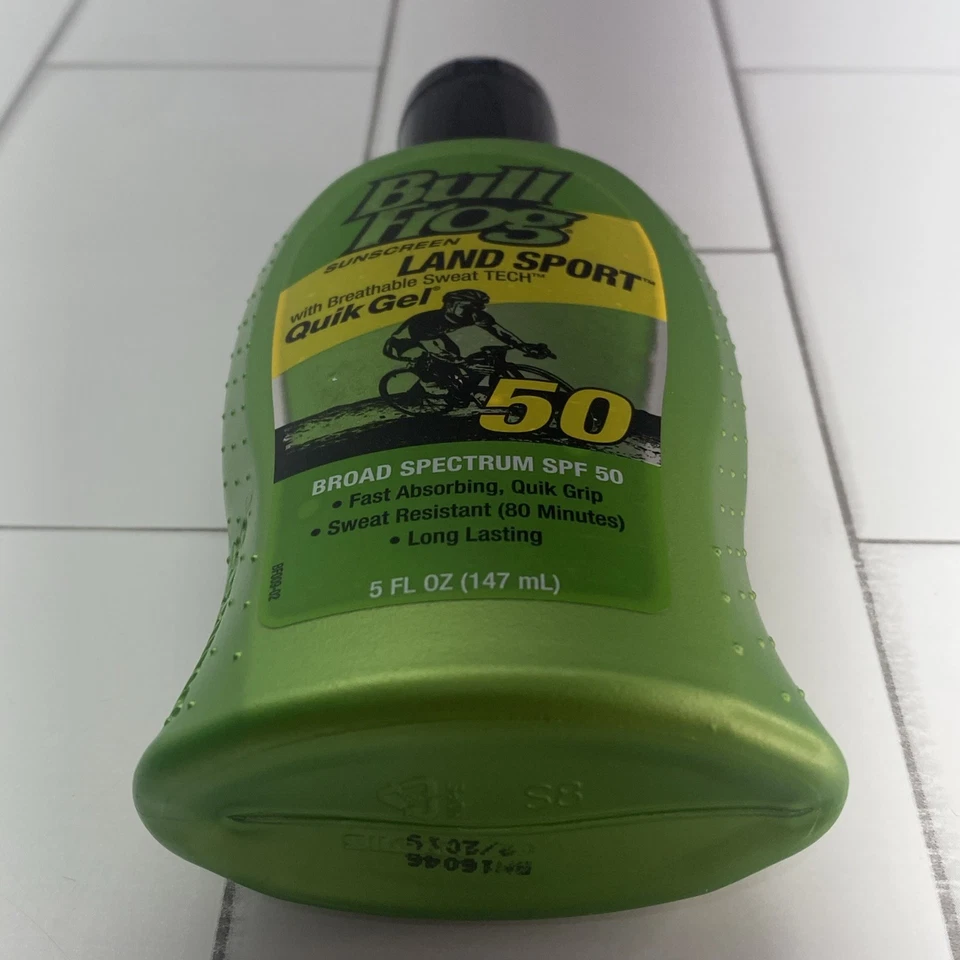 Bull
frog®
SUNSCREEN
LAND SPORT™
with Breathable Sweat TECH™
Quik Gel®
50
BROAD SPECTRUM SPF 50
• Fast Absorbing, Quik Grip
• Sweat Resistant (80 Minutes)
• Long Lasting
5 FL OZ (147 mL)